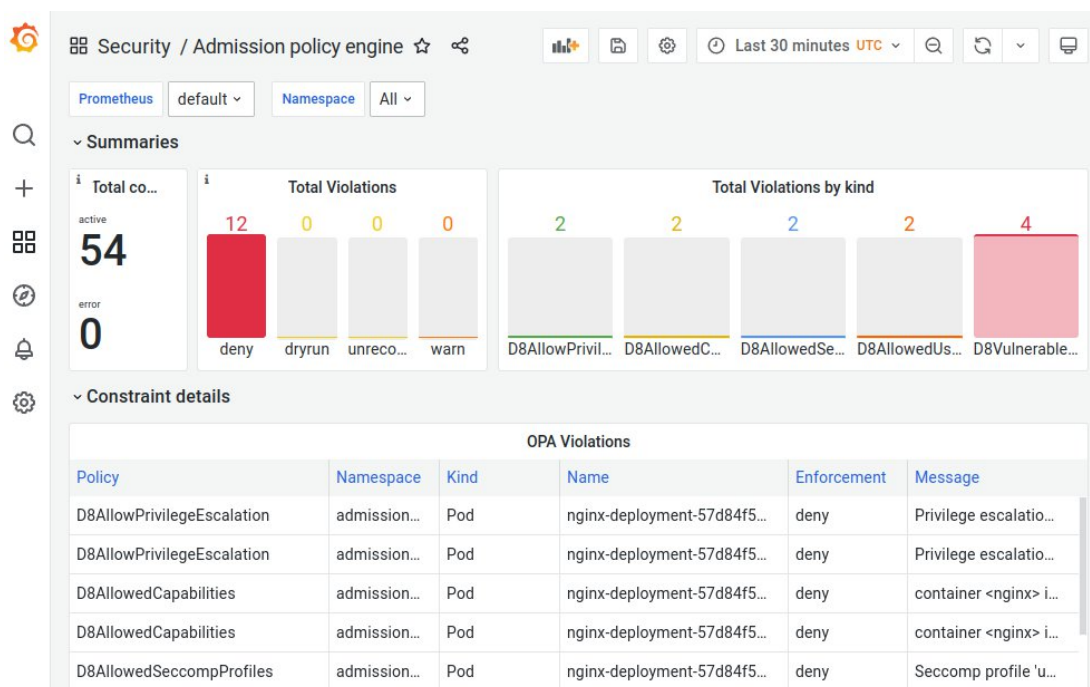 Security / Admission policy engine
Last 30 minutes UTC
Prometheus default Namespace All
Summaries
i Total co...
active
54
error
0
i Total Violations
12 0 0 0
deny dryrun unreco... warn
Total Violations by kind
2 2 2 2 4
D8AllowPrivil... D8AllowedC... D8AllowedSe... D8AllowedUs... D8Vulnerable...
Constraint details
OPA Violations
Policy Namespace Kind Name Enforcement Message
D8AllowPrivilegeEscalation admission... Pod nginx-deployment-57d84f5... deny Privilege escalatio...
D8AllowPrivilegeEscalation admission... Pod nginx-deployment-57d84f5... deny Privilege escalatio...
D8AllowedCapabilities admission... Pod nginx-deployment-57d84f5... deny container <nginx> i...
D8AllowedCapabilities admission... Pod nginx-deployment-57d84f5... deny container <nginx> i...
D8AllowedSeccompProfiles admission... Pod nginx-deployment-57d84f5... deny Seccomp profile 'u...